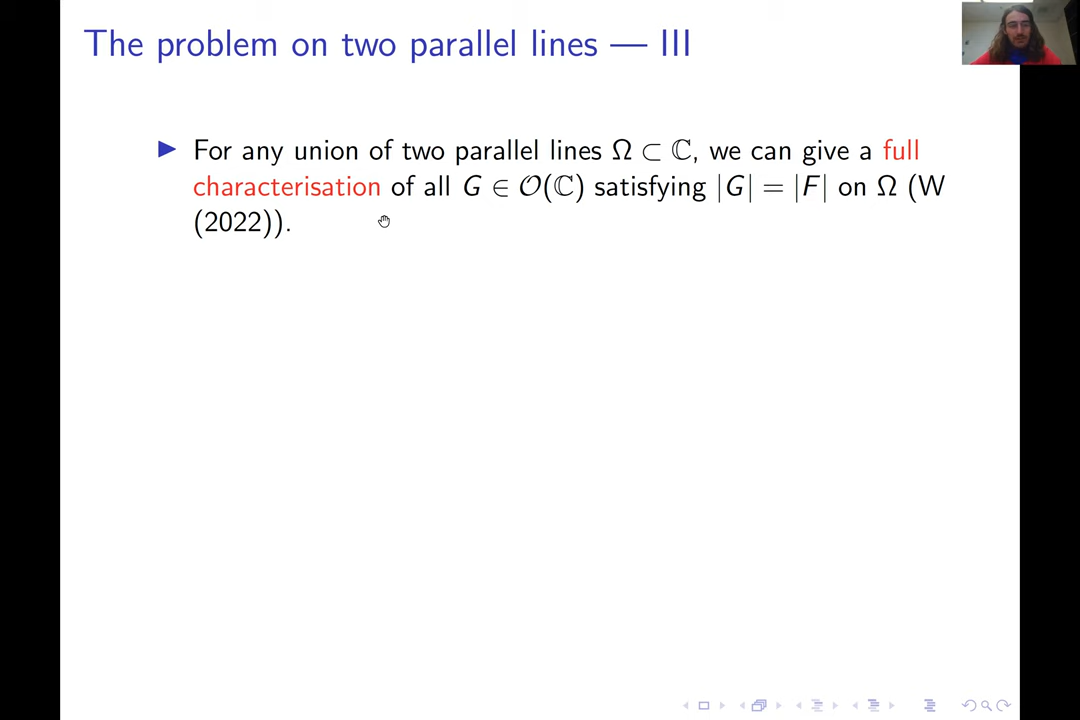 The problem on two parallel lines — III
▶ For any union of two parallel lines Ω ⊂ ℂ, we can give a full
characterisation of all G ∈ 𝒪(ℂ) satisfying |G| = |F| on Ω (W
(2022)).